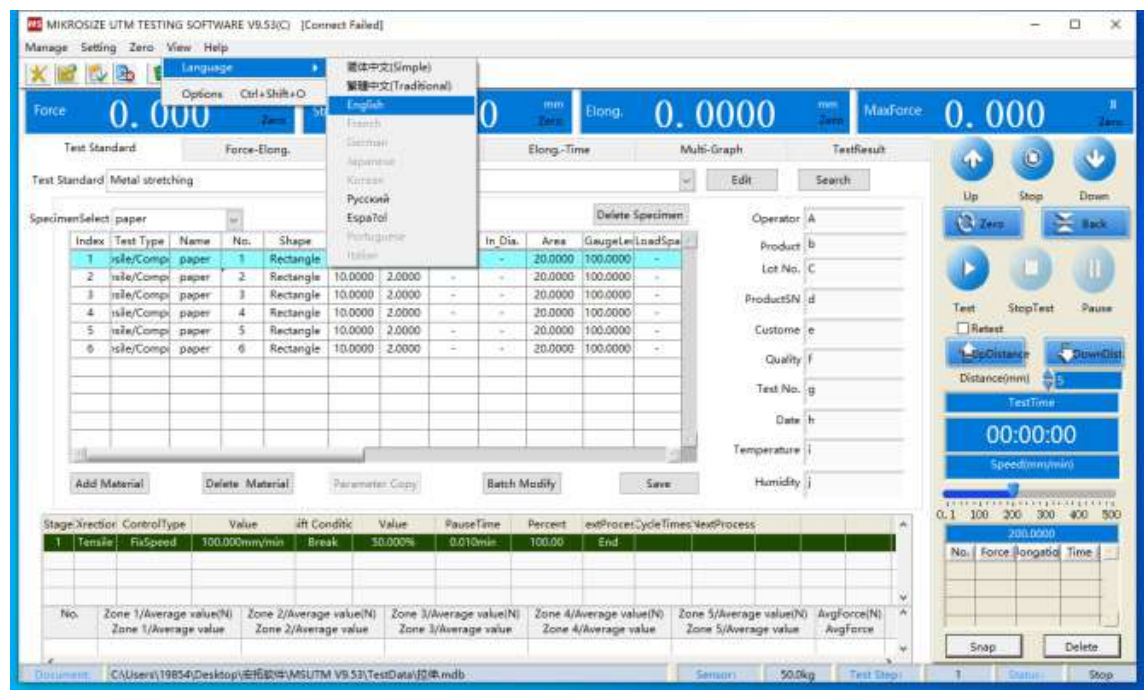 MIKROSIZE UTM TESTING SOFTWARE V9.53(C) [Connect Failed]
Manage Setting Zero View Help
Language
Options Ctrl+Shift+O
简体中文(Simple)
繁體中文(Traditional)
English
French
German
Japanese
Korean
Русский
Espa?ol
Portuguese
Italian
Force 0.000 Zero St 0 mm Zero Elong. 0.0000 mm Zero MaxForce 0.000 N Zero
Test Standard Force-Elong. Elong.-Time Multi-Graph TestResult
Test Standard Metal stretching Edit Search
SpecimenSelect paper Delete Specimen
Index Test Type Name No. Shape In_Dia. Area GaugeLe LoadSpa
1 nsile/Comp paper 1 Rectangle - 20.0000 100.0000 -
2 nsile/Comp paper 2 Rectangle 10.0000 2.0000 - - 20.0000 100.0000 -
3 nsile/Comp paper 3 Rectangle 10.0000 2.0000 - - 20.0000 100.0000 -
4 nsile/Comp paper 4 Rectangle 10.0000 2.0000 - - 20.0000 100.0000 -
5 nsile/Comp paper 5 Rectangle 10.0000 2.0000 - - 20.0000 100.0000 -
6 nsile/Comp paper 6 Rectangle 10.0000 2.0000 - - 20.0000 100.0000 -
Operator A
Product b
Lot No. C
ProductSN d
Custome e
Quality f
Test No. g
Date h
Temperature i
Humidity j
Add Material Delete Material Parameter Copy Batch Modify Save
Stage Direction ControlType Value ift Conditic Value PauseTime Percent extProces CycleTimes NextProcess
1 Tensile FixSpeed 100.000mm/min Break 50.000% 0.010min 100.00 End
No. Zone 1/Average value(N) Zone 2/Average value(N) Zone 3/Average value(N) Zone 4/Average value(N) Zone 5/Average value(N) AvgForce(N)
Zone 1/Average value Zone 2/Average value Zone 3/Average value Zone 4/Average value Zone 5/Average value AvgForce
Up Stop Down
Zero Back
Test StopTest Pause
Retest
UpDistance DownDist.
Distance(mm) 5
TestTime
00:00:00
Speed(mm/min)
0.1 100 200 300 400 500
200.0000
No. Force longatio Time
Snap Delete
Document: C:\Users\19854\Desktop\安拓软件\MSUTM V9.53\TestData\拉伸.mdb Sensor: 50.0kg Test Step: 1 Status: Stop